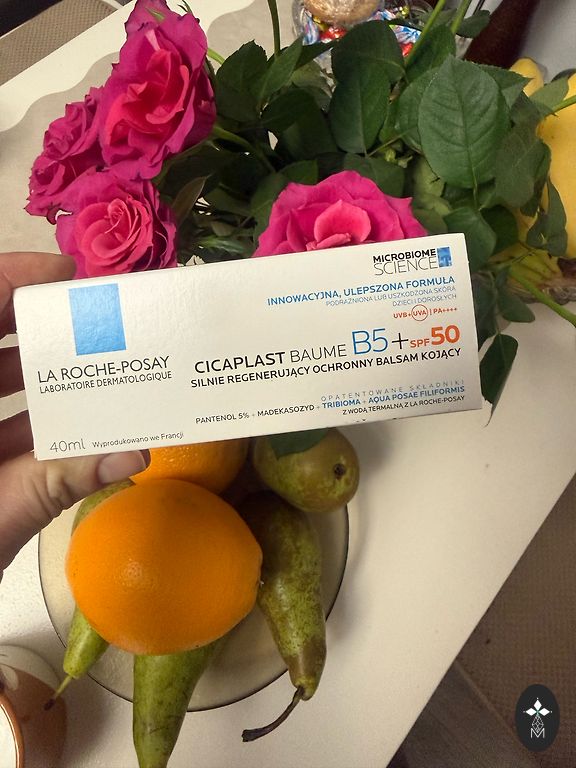 MICROBIOME
SCIENCE
INNOWACYJNA, ULEPSZONA FORMUŁA
PODRAŻNIONA LUB USZKODZONA SKÓRA
DZIECI I DOROSŁYCH
UVB+UVA | PA++++
LA ROCHE-POSAY
LABORATOIRE DERMATOLOGIQUE
CICAPLAST BAUME B5+ SPF50
SILNIE REGENERUJĄCY OCHRONNY BALSAM KOJĄCY
OPATENTOWANE SKŁADNIKI
PANTENOL 5% + MADEKASOZYD + TRIBIOMA + AQUA POSAE FILIFORMIS
Z WODĄ TERMALNĄ Z LA ROCHE-POSAY
40ml Wyprodukowano we Francji
M